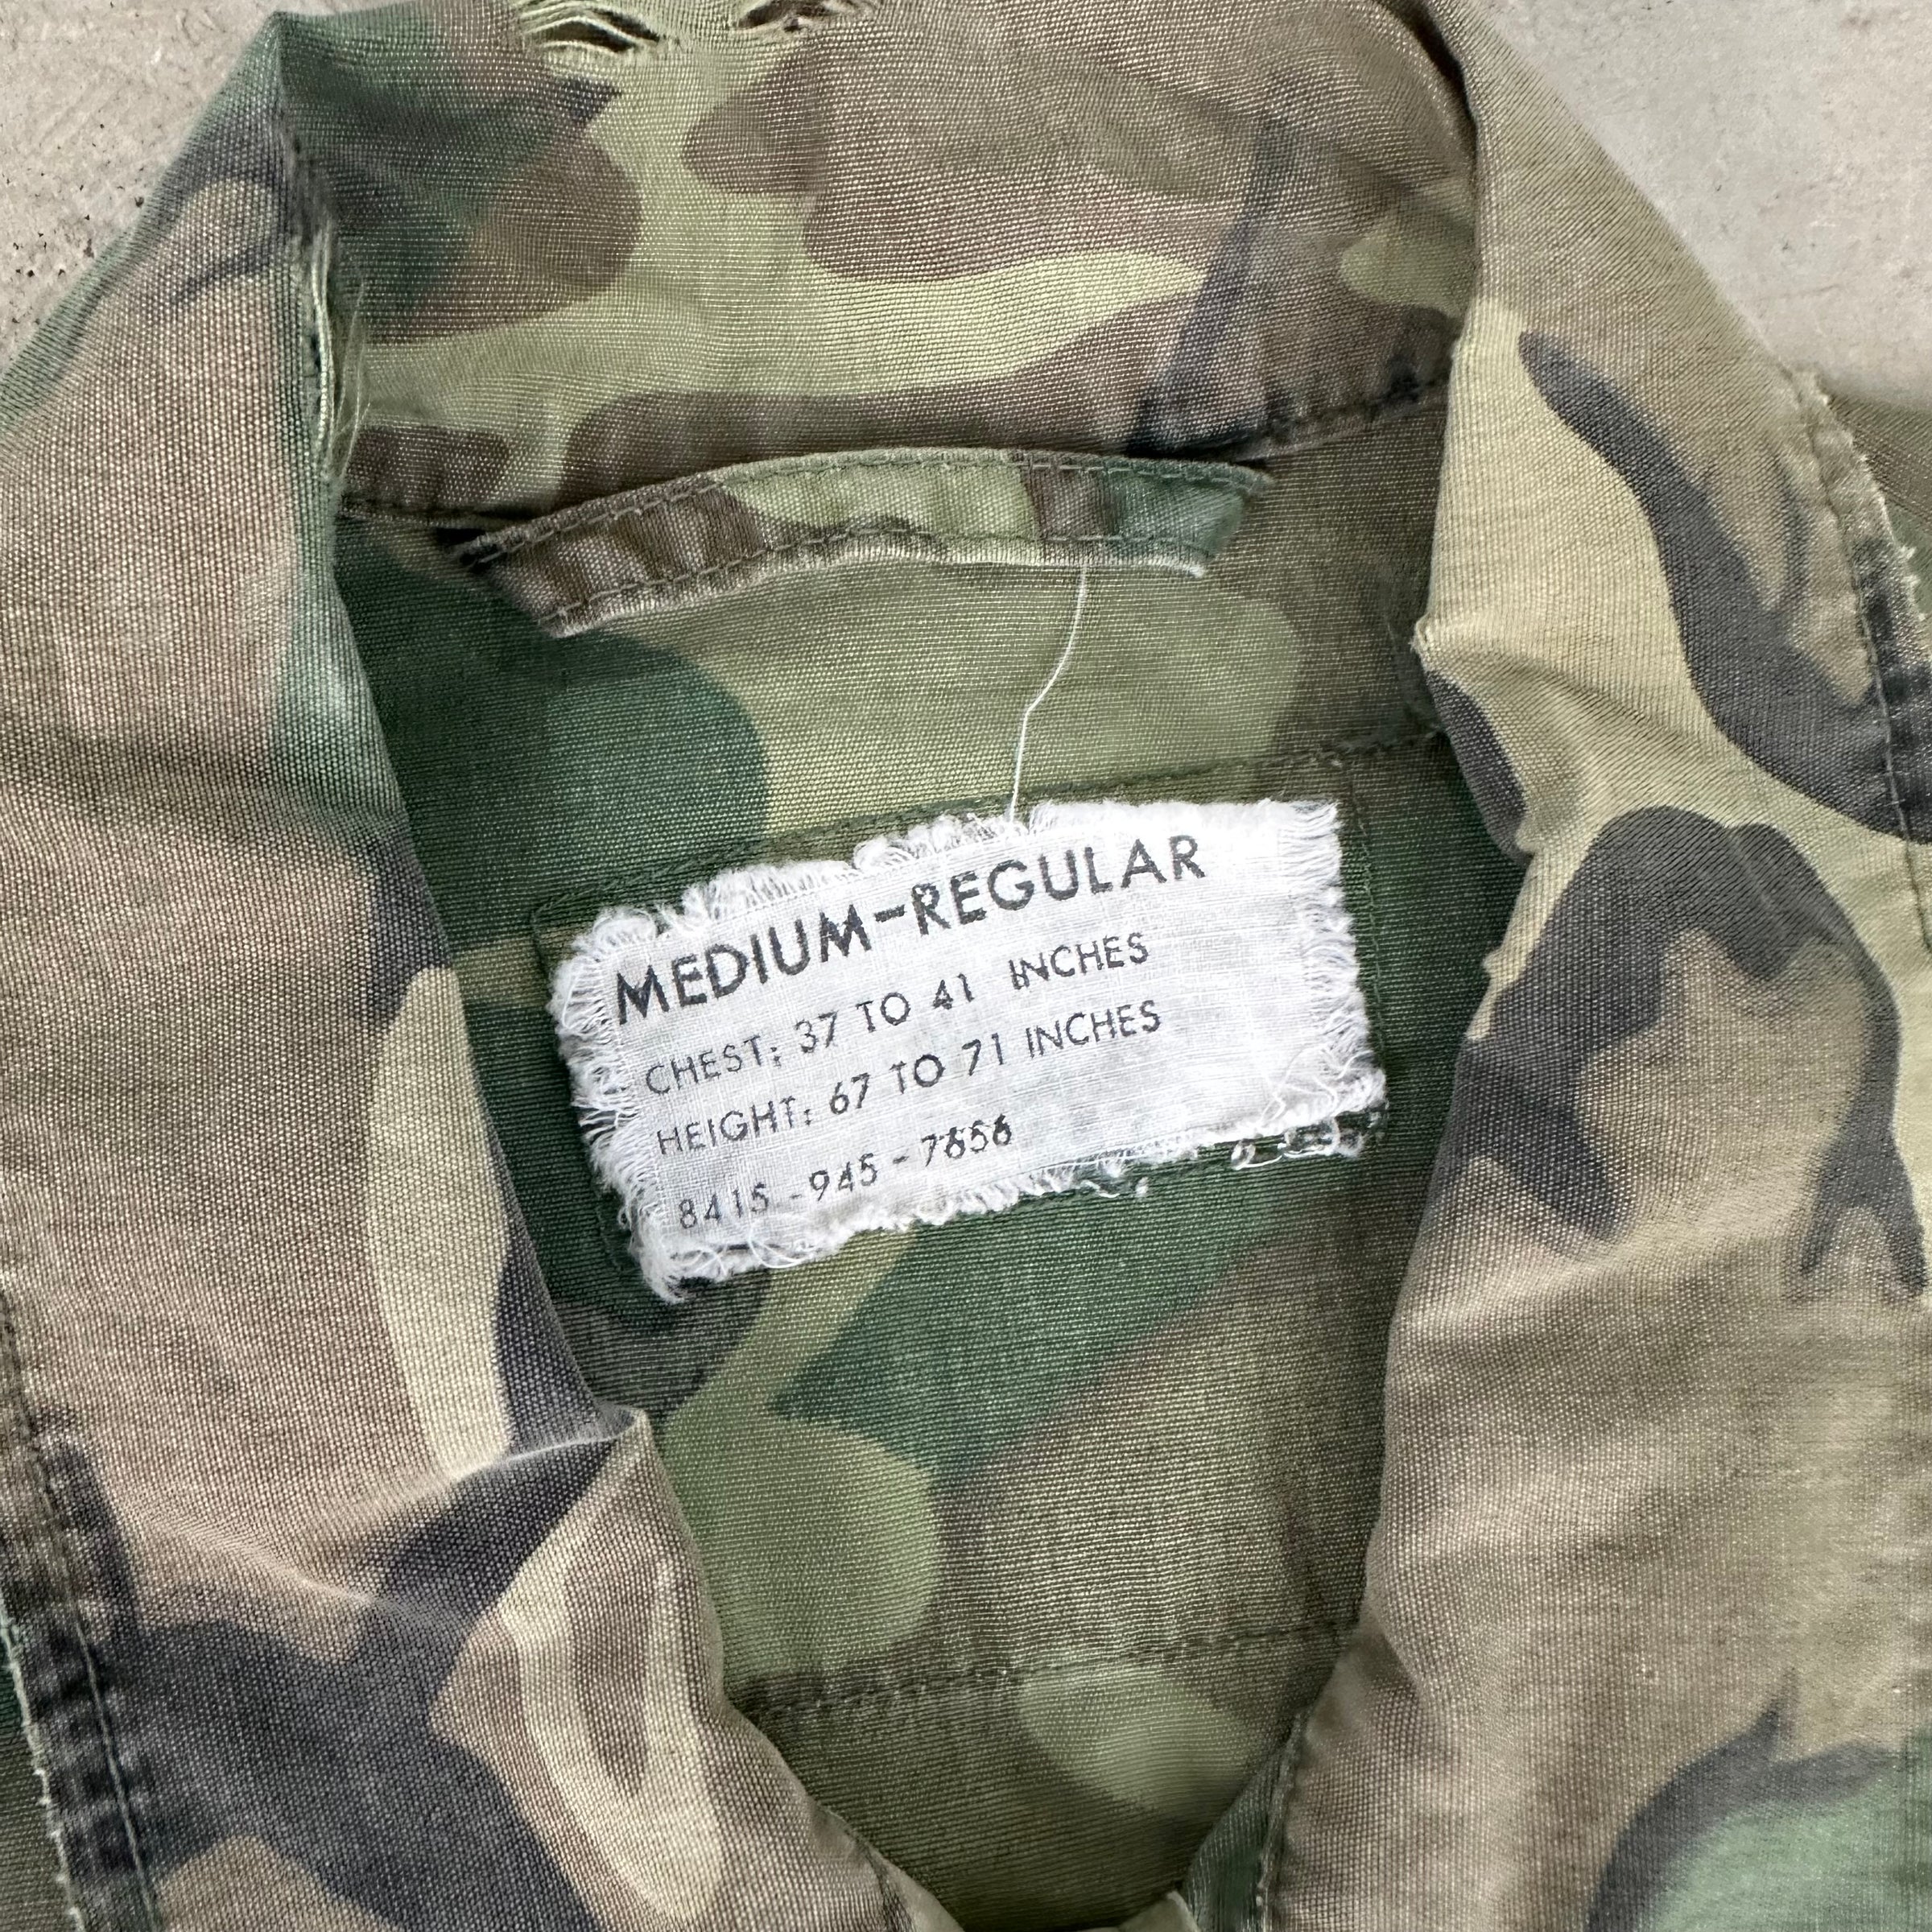 MEDIUM-REGULAR
CHEST: 37 TO 41 INCHES
HEIGHT: 67 TO 71 INCHES
8415-945-7656